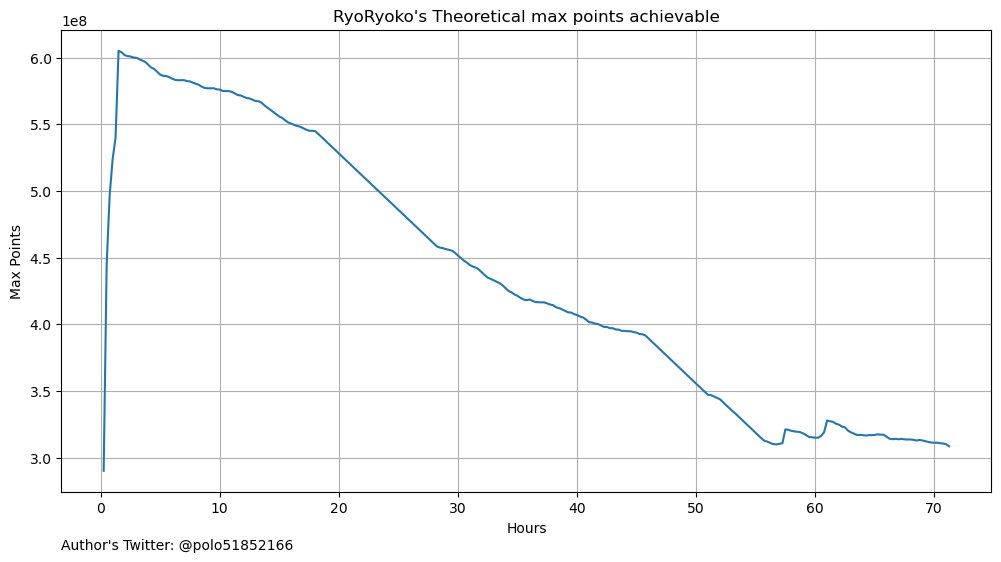 RyoRyoko's Theoretical max points achievable
1e8
6.0
5.5
5.0
4.5
4.0
3.5
3.0
Max Points
0 10 20 30 40 50 60 70
Hours
Author's Twitter: @polo51852166